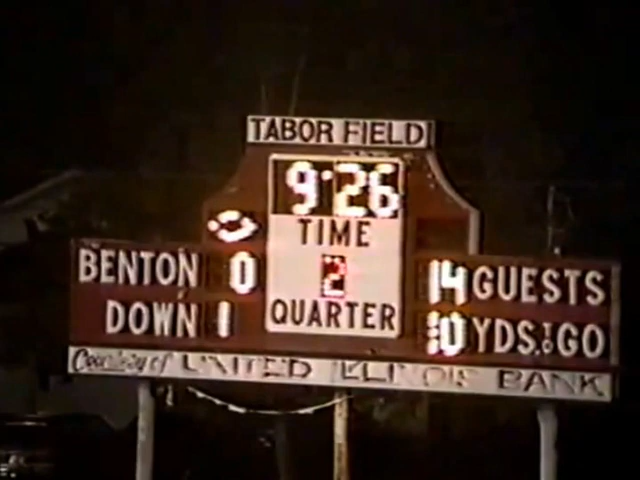 TABOR FIELD
9:26
TIME
BENTON 0 2 14 GUESTS
DOWN 1 QUARTER 10 YDS. TO GO
Courtesy of UNITED ILLINOIS BANK